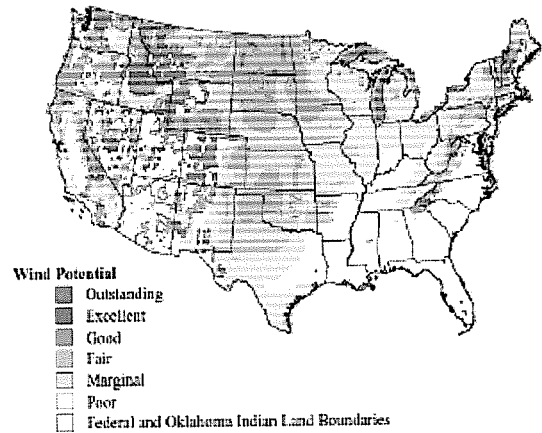 Wind Potential
Outstanding
Excellent
Good
Fair
Marginal
Poor
Federal and Oklahoma Indian Land Boundaries